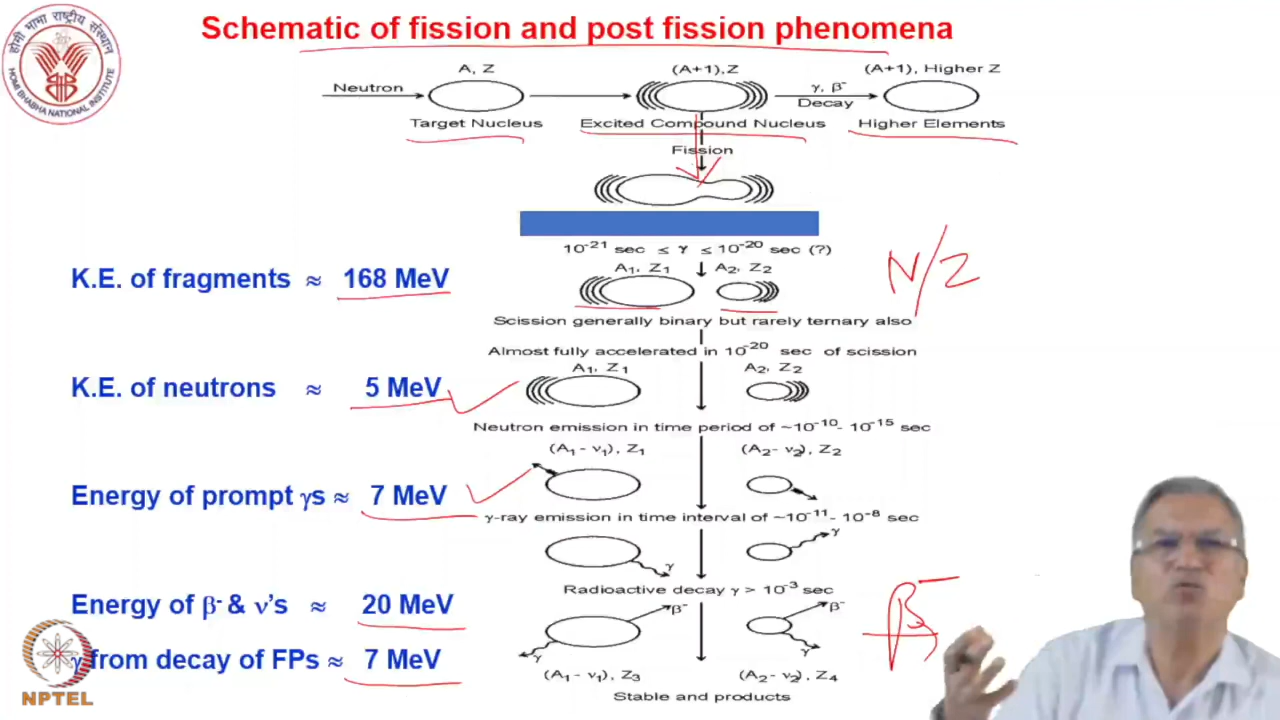 Schematic of fission and post fission phenomena
होमी भाभा राष्ट्रीय संस्थान
HOMI BHABHA NATIONAL INSTITUTE
A, Z
(A+1),Z
(A+1), Higher Z
Neutron
γ, β⁻
Decay
Target Nucleus
Excited Compound Nucleus
Higher Elements
Fission
10⁻²¹ sec ≤ γ ≤ 10⁻²⁰ sec (?)
A₁, Z₁
A₂, Z₂
N/Z
K.E. of fragments ≈ 168 MeV
Scission generally binary but rarely ternary also
Almost fully accelerated in 10⁻²⁰ sec of scission
A₁, Z₁
A₂, Z₂
K.E. of neutrons ≈ 5 MeV
Neutron emission in time period of ~10⁻¹⁰- 10⁻¹⁵ sec
(A₁ - ν₁), Z₁
(A₂- ν₂), Z₂
Energy of prompt γs ≈ 7 MeV
γ-ray emission in time interval of ~10⁻¹¹ - 10⁻⁸ sec
γ
γ
Radioactive decay γ > 10⁻³ sec
Energy of β⁻ & ν's ≈ 20 MeV
β⁻
β⁻
β⁻
γ
γ
γ from decay of FPs ≈ 7 MeV
(A₁ - ν₁), Z₃
(A₂ - ν₂), Z₄
Stable and products
NPTEL